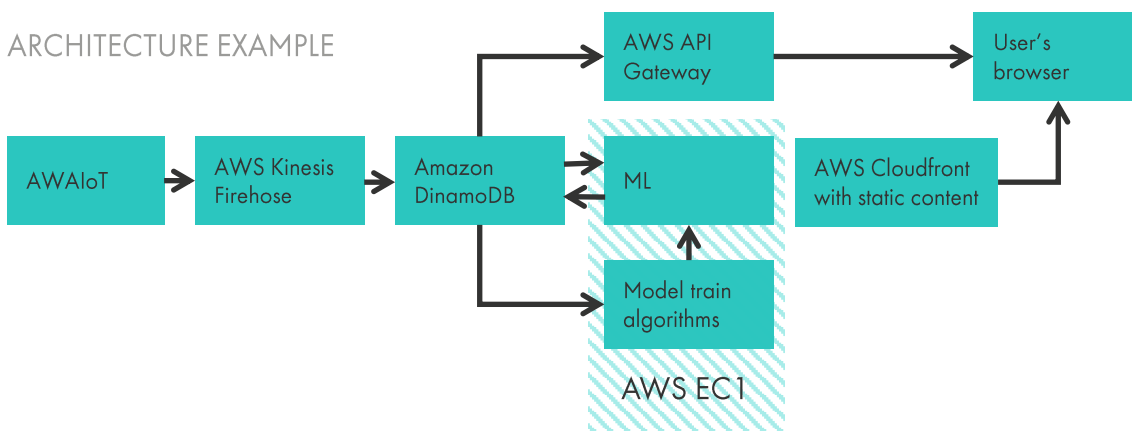 ARCHITECTURE EXAMPLE
AWS API
Gateway
User's
browser
AWAIoT
AWS Kinesis
Firehose
Amazon
DinamoDB
ML
AWS Cloudfront
with static content
Model train
algorithms
AWS EC1